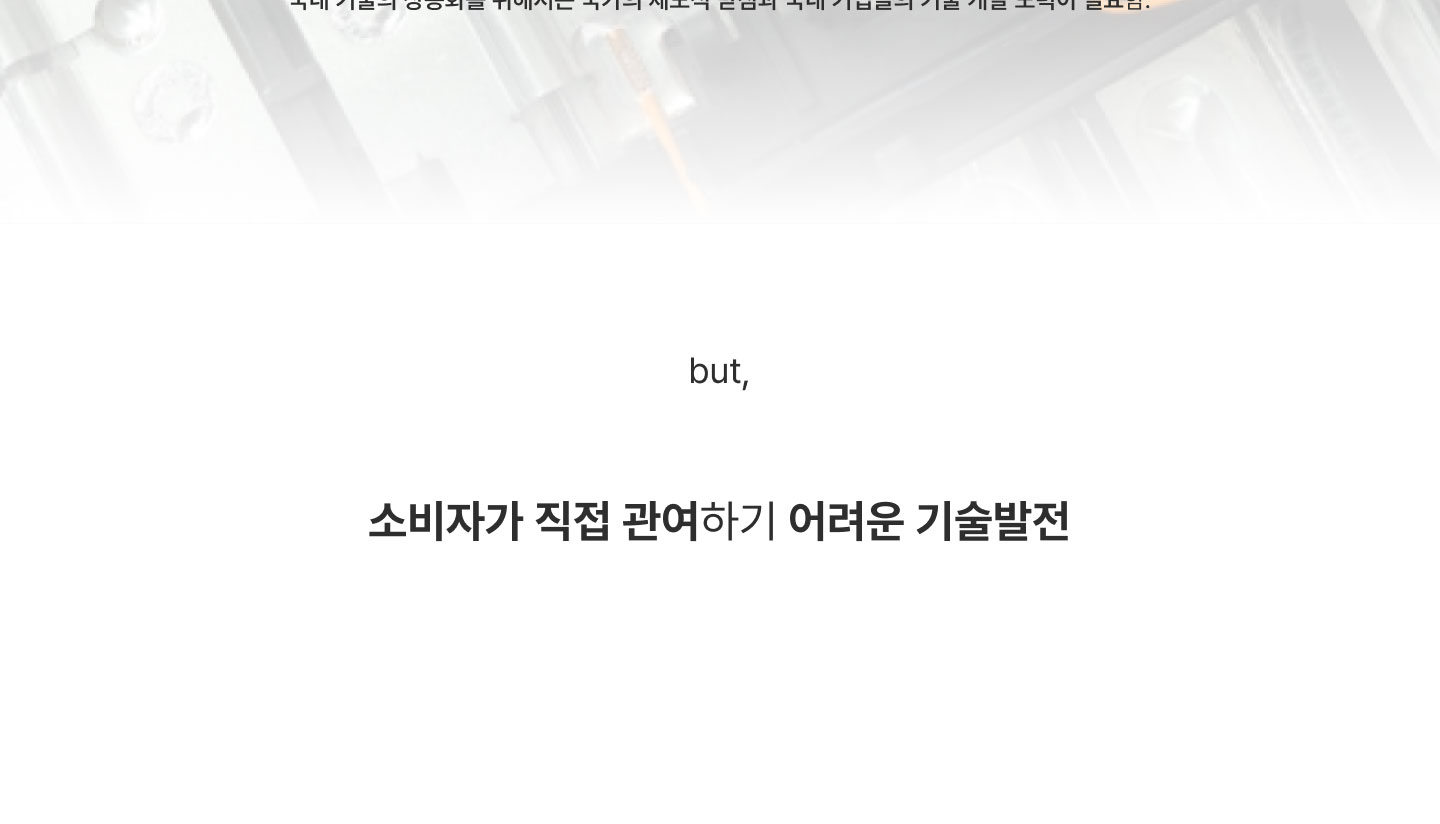 국내 기술의 상용화를 위해서는 국가의 제도적 받침과 국내 기업들의 기술 개발 노력이 필요함.
but,
소비자가 직접 관여하기 어려운 기술발전